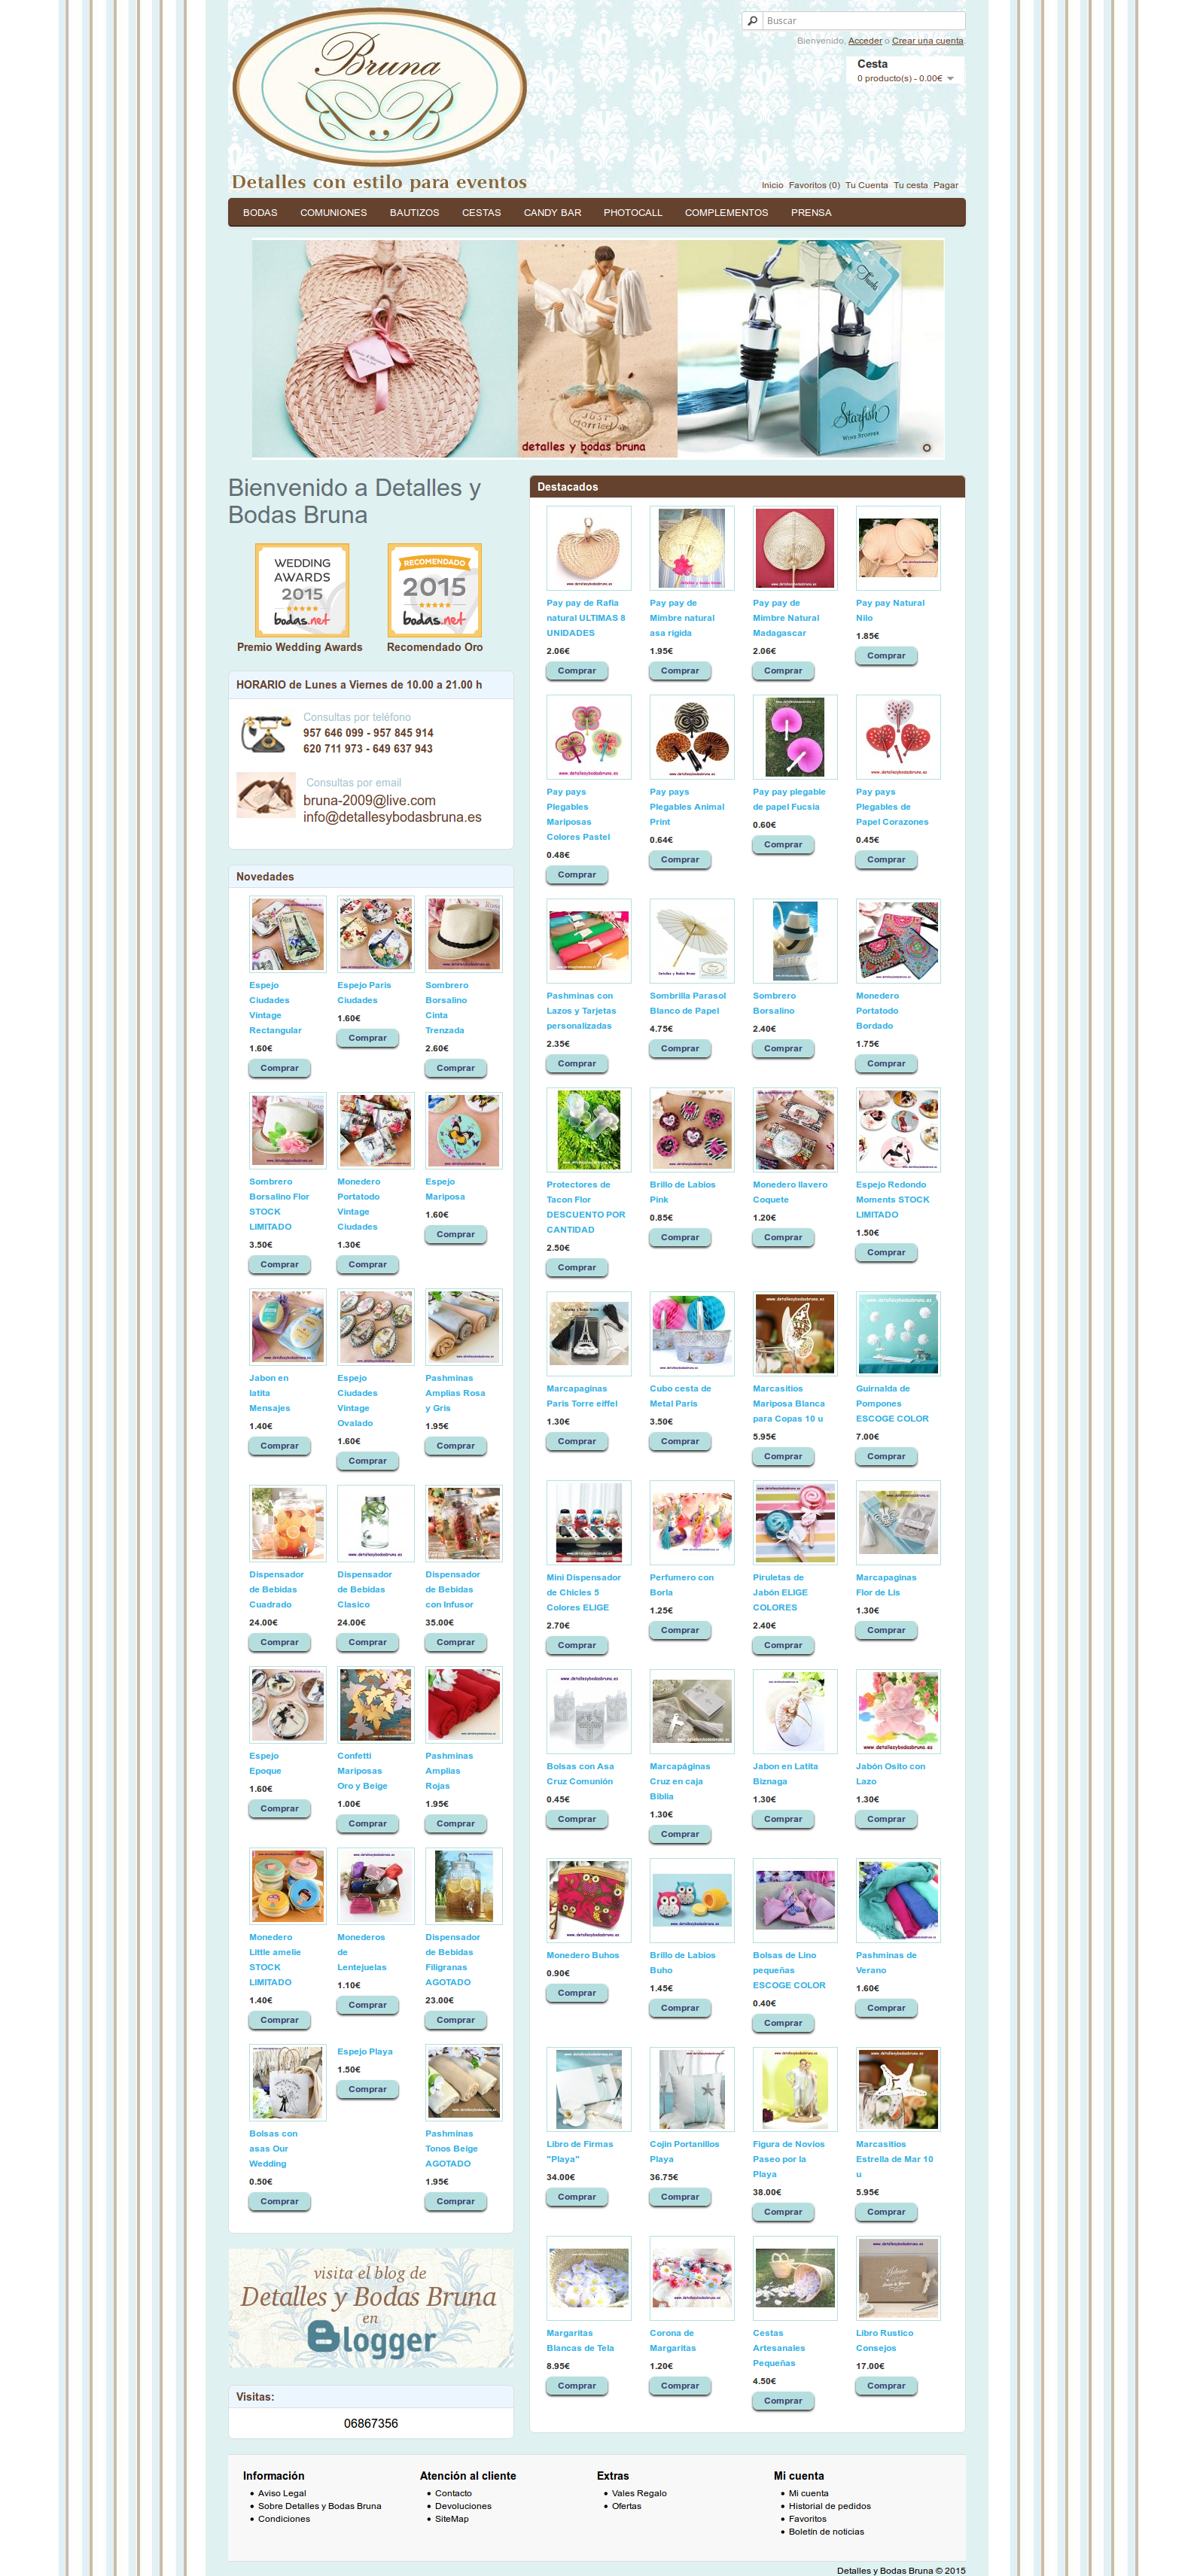 Bruna
Detalles con estilo para eventos
Buscar
Bienvenido, Acceder o Crear una cuenta.
Cesta
0 producto(s) - 0.00€
Inicio Favoritos (0) Tu Cuenta Tu cesta Pagar
BODAS COMUNIONES BAUTIZOS CESTAS CANDY BAR PHOTOCALL COMPLEMENTOS PRENSA
Just Married
detalles y bodas bruna
Thanks
Starfish
WINE STOPPER
Bienvenido a Detalles y
Bodas Bruna
WEDDING
AWARDS
2015
bodas.net
RECOMENDADO
2015
bodas.net
Premio Wedding Awards Recomendado Oro
HORARIO de Lunes a Viernes de 10.00 a 21.00 h
Consultas por teléfono
957 646 099 - 957 845 914
620 711 973 - 649 637 943
Consultas por email
bruna-2009@live.com
info@detallesybodasbruna.es
Novedades
Espejo
Ciudades
Vintage
Rectangular
1.60€
Comprar
Espejo Paris
Ciudades
1.60€
Comprar
Sombrero
Borsalino
Cinta
Trenzada
2.60€
Comprar
Sombrero
Borsalino Flor
STOCK
LIMITADO
3.50€
Comprar
Monedero
Portatodo
Vintage
Ciudades
1.30€
Comprar
Espejo
Mariposa
1.60€
Comprar
Jabon en
latita
Mensajes
1.40€
Comprar
Espejo
Ciudades
Vintage
Ovalado
1.60€
Comprar
Pashminas
Amplias Rosa
y Gris
1.95€
Comprar
Dispensador
de Bebidas
Cuadrado
24.00€
Comprar
Dispensador
de Bebidas
Clasico
24.00€
Comprar
Dispensador
de Bebidas
con Infusor
35.00€
Comprar
Espejo
Epoque
1.60€
Comprar
Confetti
Mariposas
Oro y Beige
1.00€
Comprar
Pashminas
Amplias
Rojas
1.95€
Comprar
Monedero
Little amelie
STOCK
LIMITADO
1.40€
Comprar
Monederos
de
Lentejuelas
1.10€
Comprar
Dispensador
de Bebidas
Filigranas
AGOTADO
23.00€
Comprar
Bolsas con
asas Our
Wedding
0.50€
Comprar
Espejo Playa
1.50€
Comprar
Pashminas
Tonos Beige
AGOTADO
1.95€
Comprar
visita el blog de
Detalles y Bodas Bruna
en
Blogger
Visitas:
06867356
Destacados
Pay pay de Rafia
natural ULTIMAS 8
UNIDADES
2.06€
Comprar
Pay pay de
Mimbre natural
asa rigida
1.95€
Comprar
Pay pay de
Mimbre Natural
Madagascar
2.06€
Comprar
Pay pay Natural
Nilo
1.85€
Comprar
Pay pays
Plegables
Mariposas
Colores Pastel
0.48€
Comprar
Pay pays
Plegables Animal
Print
0.64€
Comprar
Pay pay plegable
de papel Fucsia
0.60€
Comprar
Pay pays
Plegables de
Papel Corazones
0.45€
Comprar
Pashminas con
Lazos y Tarjetas
personalizadas
2.35€
Comprar
Sombrilla Parasol
Blanco de Papel
4.75€
Comprar
Sombrero
Borsalino
2.40€
Comprar
Monedero
Portatodo
Bordado
1.75€
Comprar
Protectores de
Tacon Flor
DESCUENTO POR
CANTIDAD
2.50€
Comprar
Brillo de Labios
Pink
0.85€
Comprar
Monedero llavero
Coquete
1.20€
Comprar
Espejo Redondo
Moments STOCK
LIMITADO
1.50€
Comprar
Marcapaginas
Paris Torre eiffel
1.30€
Comprar
Cubo cesta de
Metal Paris
3.50€
Comprar
Marcasitios
Mariposa Blanca
para Copas 10 u
5.95€
Comprar
Guirnalda de
Pompones
ESCOGE COLOR
7.00€
Comprar
Mini Dispensador
de Chicles 5
Colores ELIGE
2.70€
Comprar
Perfumero con
Borla
1.25€
Comprar
Piruletas de
Jabón ELIGE
COLORES
2.40€
Comprar
Marcapaginas
Flor de Lis
1.30€
Comprar
Bolsas con Asa
Cruz Comunión
0.45€
Comprar
Marcapáginas
Cruz en caja
Biblia
1.30€
Comprar
Jabon en Latita
Biznaga
1.30€
Comprar
Jabón Osito con
Lazo
1.30€
Comprar
Monedero Buhos
0.90€
Comprar
Brillo de Labios
Buho
1.45€
Comprar
Bolsas de Lino
pequeñas
ESCOGE COLOR
0.40€
Comprar
Pashminas de
Verano
1.60€
Comprar
Libro de Firmas
"Playa"
34.00€
Comprar
Cojin Portanillos
Playa
36.75€
Comprar
Figura de Novios
Paseo por la
Playa
38.00€
Comprar
Marcasitios
Estrella de Mar 10
u
5.95€
Comprar
Margaritas
Blancas de Tela
8.95€
Comprar
Corona de
Margaritas
1.20€
Comprar
Cestas
Artesanales
Pequeñas
4.50€
Comprar
Libro Rustico
Consejos
17.00€
Comprar
Información
Aviso Legal
Sobre Detalles y Bodas Bruna
Condiciones
Atención al cliente
Contacto
Devoluciones
SiteMap
Extras
Vales Regalo
Ofertas
Mi cuenta
Mi cuenta
Historial de pedidos
Favoritos
Boletín de noticias
Detalles y Bodas Bruna © 2015